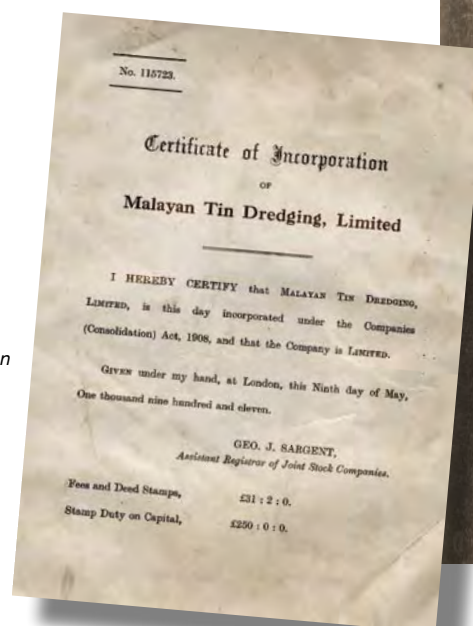 No. 115723.
Certificate of Incorporation
OF
Malayan Tin Dredging, Limited
I HEREBY CERTIFY that MALAYAN TIN DREDGING,
LIMITED, is this day incorporated under the Companies
(Consolidation) Act, 1908, and that the Company is LIMITED.
GIVEN under my hand, at London, this Ninth day of May,
One thousand nine hundred and eleven.
GEO. J. SARGENT,
Assistant Registrar of Joint Stock Companies.
Fees and Deed Stamps, £31 : 2 : 0.
Stamp Duty on Capital, £250 : 0 : 0.